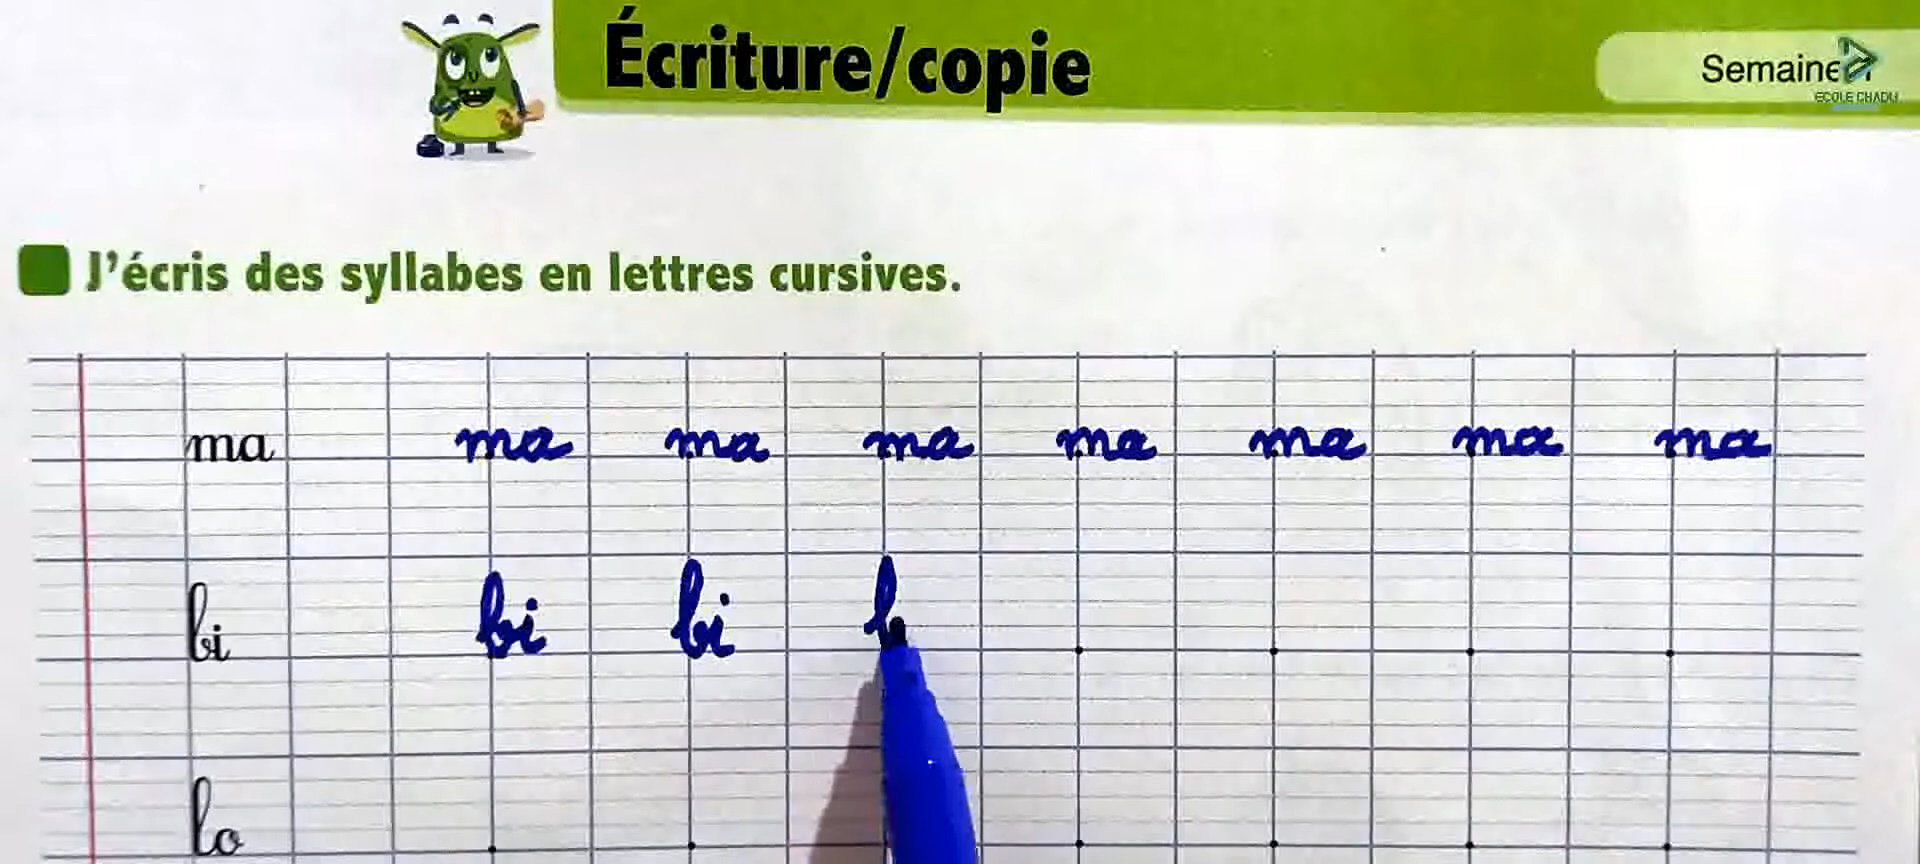 Écriture/copie
Semaine
ECOLE CHADLI
J'écris des syllabes en lettres cursives.
ma ma ma ma ma ma ma ma
bi bi bi b
lo